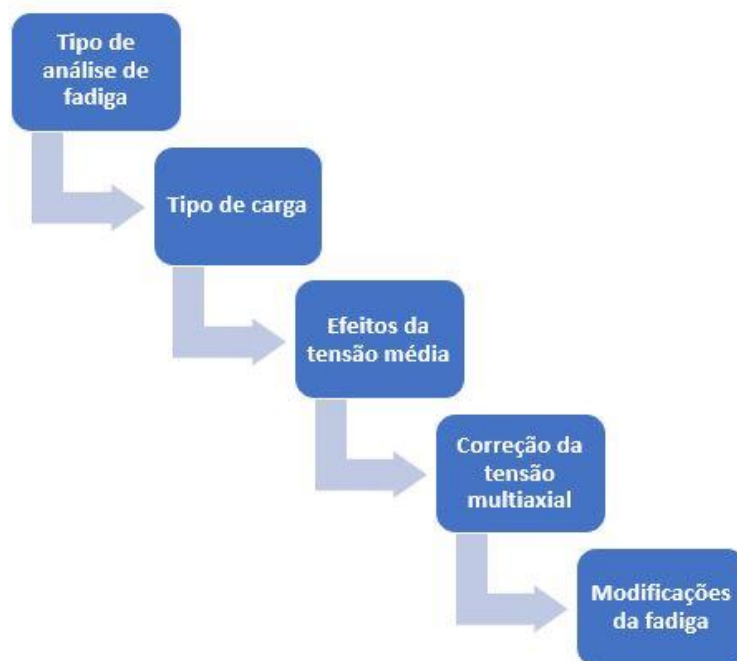 Tipo de
análise de
fadiga
Tipo de carga
Efeitos da
tensão média
Correção da
tensão
multiaxial
Modificações
da fadiga